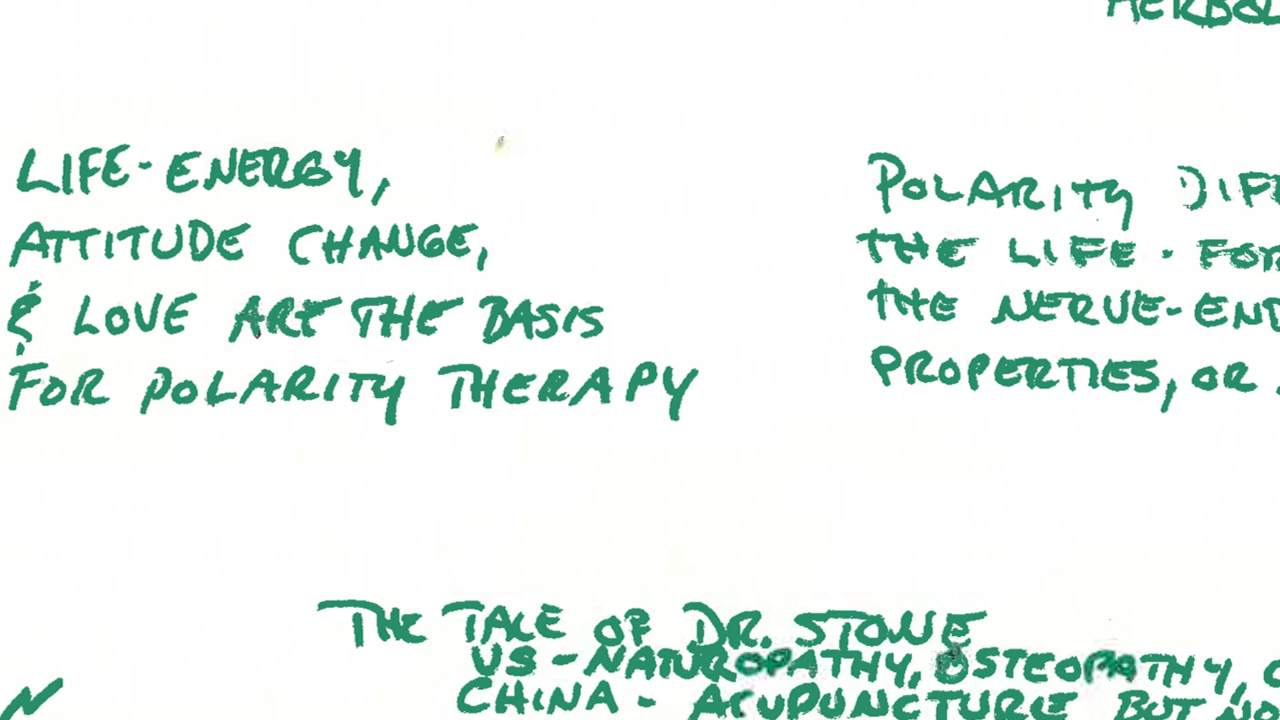 LIFE-ENERGY,
ATTITUDE CHANGE,
& LOVE ARE THE BASIS
FOR POLARITY THERAPY
POLARITY
THE LIFE-
THE NERVE-
PROPERTIES, OR
THE TALE OF DR. STONE
US - NATUROPATHY, OSTEOPATHY,
CHINA - ACUPUNCTURE BUT